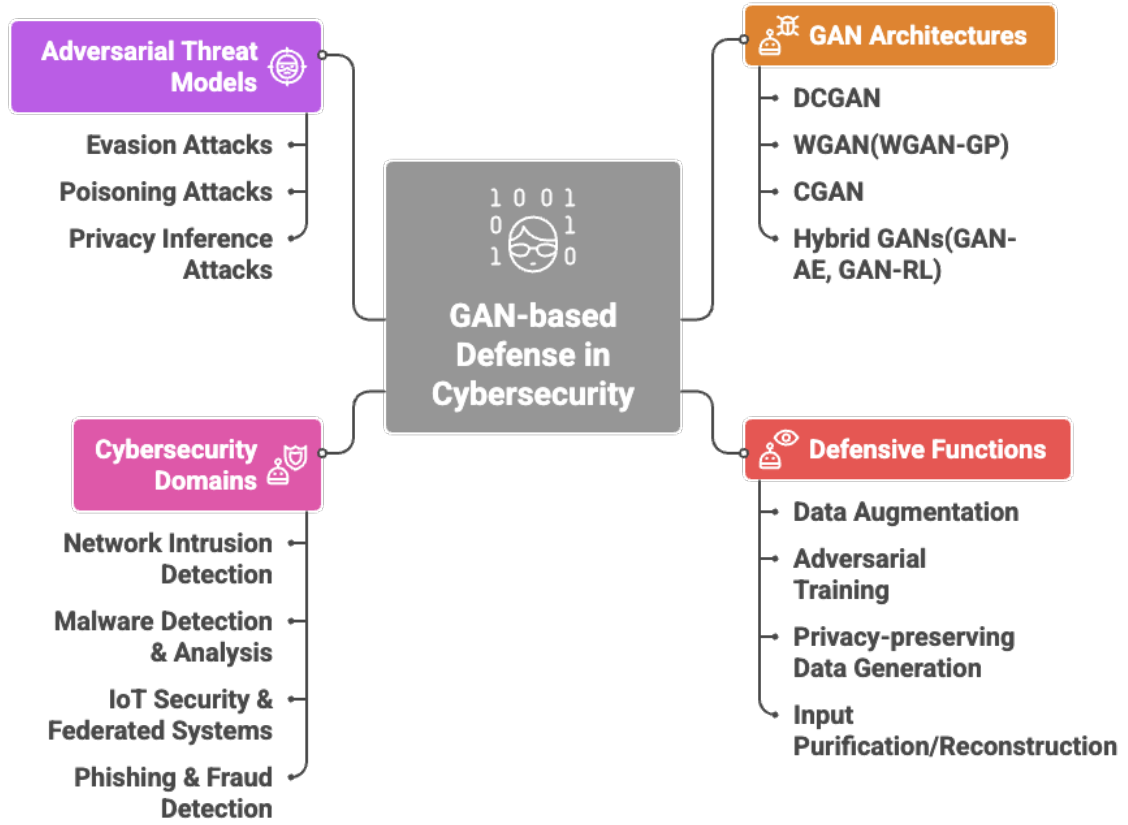 Adversarial Threat
Models
Evasion Attacks
Poisoning Attacks
Privacy Inference
Attacks
GAN Architectures
DCGAN
WGAN(WGAN-GP)
CGAN
Hybrid GANs(GAN-
AE, GAN-RL)
1 0 0 1
0 1
1 0
GAN-based
Defense in
Cybersecurity
Cybersecurity
Domains
Network Intrusion
Detection
Malware Detection
& Analysis
IoT Security &
Federated Systems
Phishing & Fraud
Detection
Defensive Functions
Data Augmentation
Adversarial
Training
Privacy-preserving
Data Generation
Input
Purification/Reconstruction